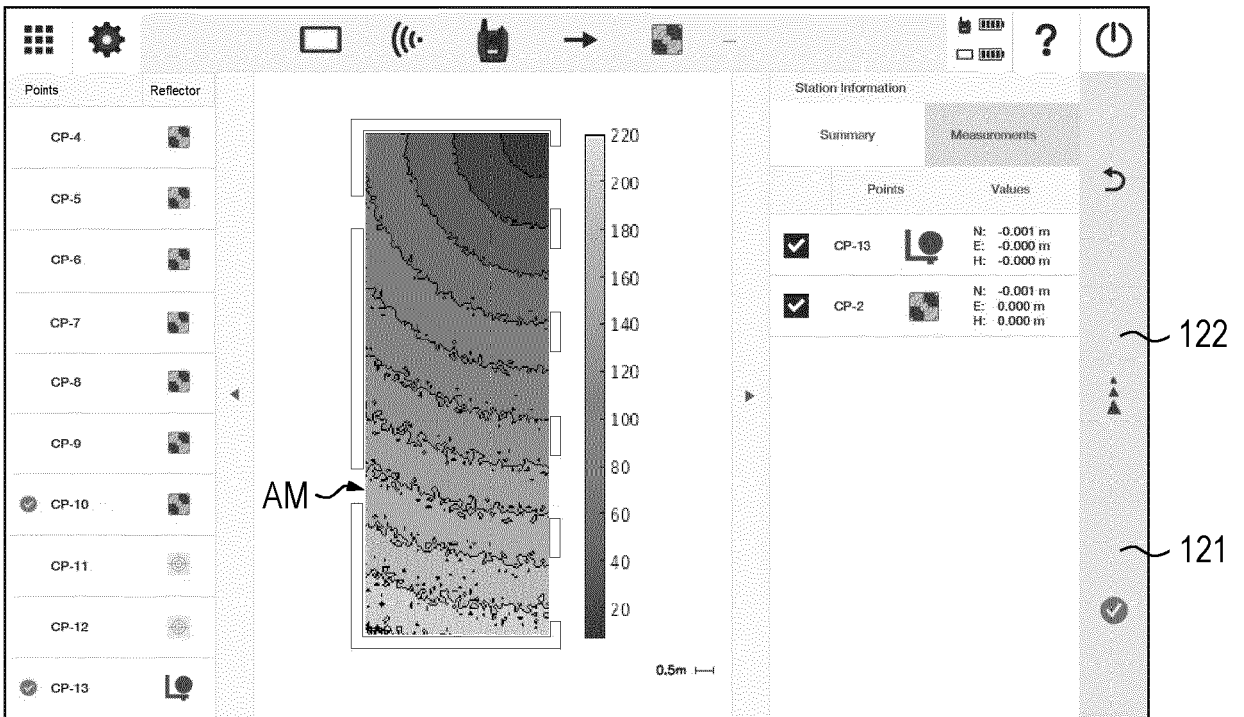 ?
Points Reflector
CP-4
CP-5
CP-6
CP-7
CP-8
CP-9
CP-10
CP-11
CP-12
CP-13
AM
220
200
180
160
140
120
100
80
60
40
20
0.5m
Station Information
Summary Measurements
Points Values
CP-13
N: -0.001 m
E: -0.000 m
H: -0.000 m
CP-2
N: -0.001 m
E: 0.000 m
H: 0.000 m
122
121